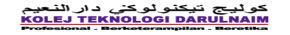 كوليج تيكنولوكي دار النعيم
KOLEJ TEKNOLOGI DARULNAIM
Profesional . Berketerampilan . Beretika